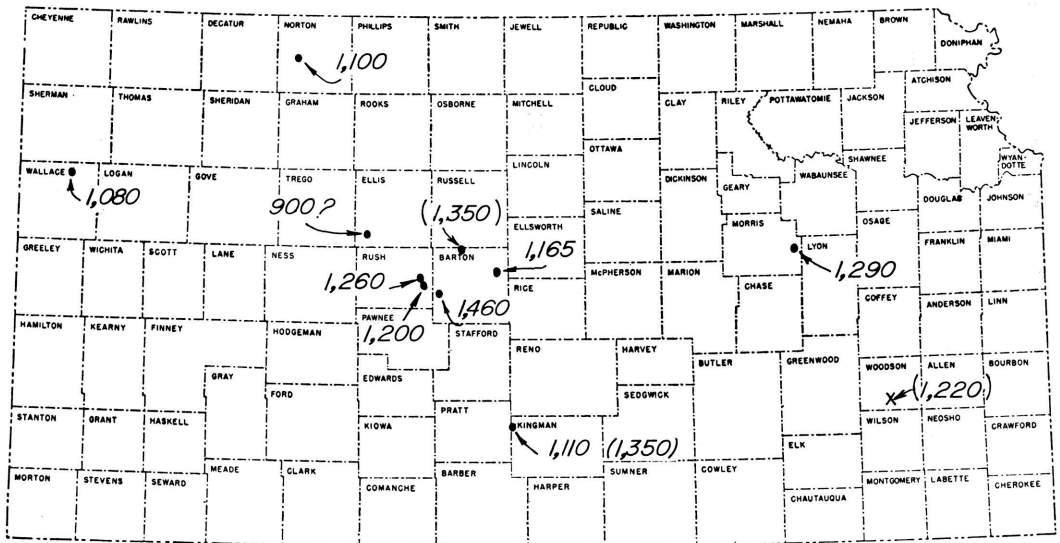 CHEYENNE RAWLINS DECATUR NORTON PHILLIPS SMITH JEWELL REPUBLIC WASHINGTON MARSHALL NEMAHA BROWN
DONIPHAN
1,100
ATCHISON
SHERMAN THOMAS SHERIDAN GRAHAM ROOKS OSBORNE MITCHELL CLOUD CLAY RILEY POTTAWATOMIE JACKSON
JEFFERSON LEAVEN
WORTH
OTTAWA
WALLACE LOGAN GOVE TREGO ELLIS RUSSELL LINCOLN DICKINSON GEARY WABAUNSEE SHAWNEE WYAN
DOTTE
1,080
900? (1,350)
DOUGLAS JOHNSON
ELLSWORTH SALINE MORRIS OSAGE
GREELEY WICHITA SCOTT LANE NESS RUSH BARTON 1,165 LYON FRANKLIN MIAMI
1,260 RICE McPHERSON MARION 1,290
CHASE
1,200 1,460 COFFEY ANDERSON LINN
PAWNEE
HAMILTON KEARNY FINNEY HODGEMAN STAFFORD
RENO HARVEY BUTLER GREENWOOD WOODSON ALLEN BOURBON
GRAY EDWARDS
FORD SEDGWICK (1,220)
STANTON GRANT HASKELL KIOWA PRATT KINGMAN WILSON NEOSHO CRAWFORD
1,110 (1,350) ELK
MORTON STEVENS SEWARD MEADE CLARK COMANCHE BARBER HARPER SUMNER COWLEY CHAUTAUQUA MONTGOMERY LABETTE CHEROKEE